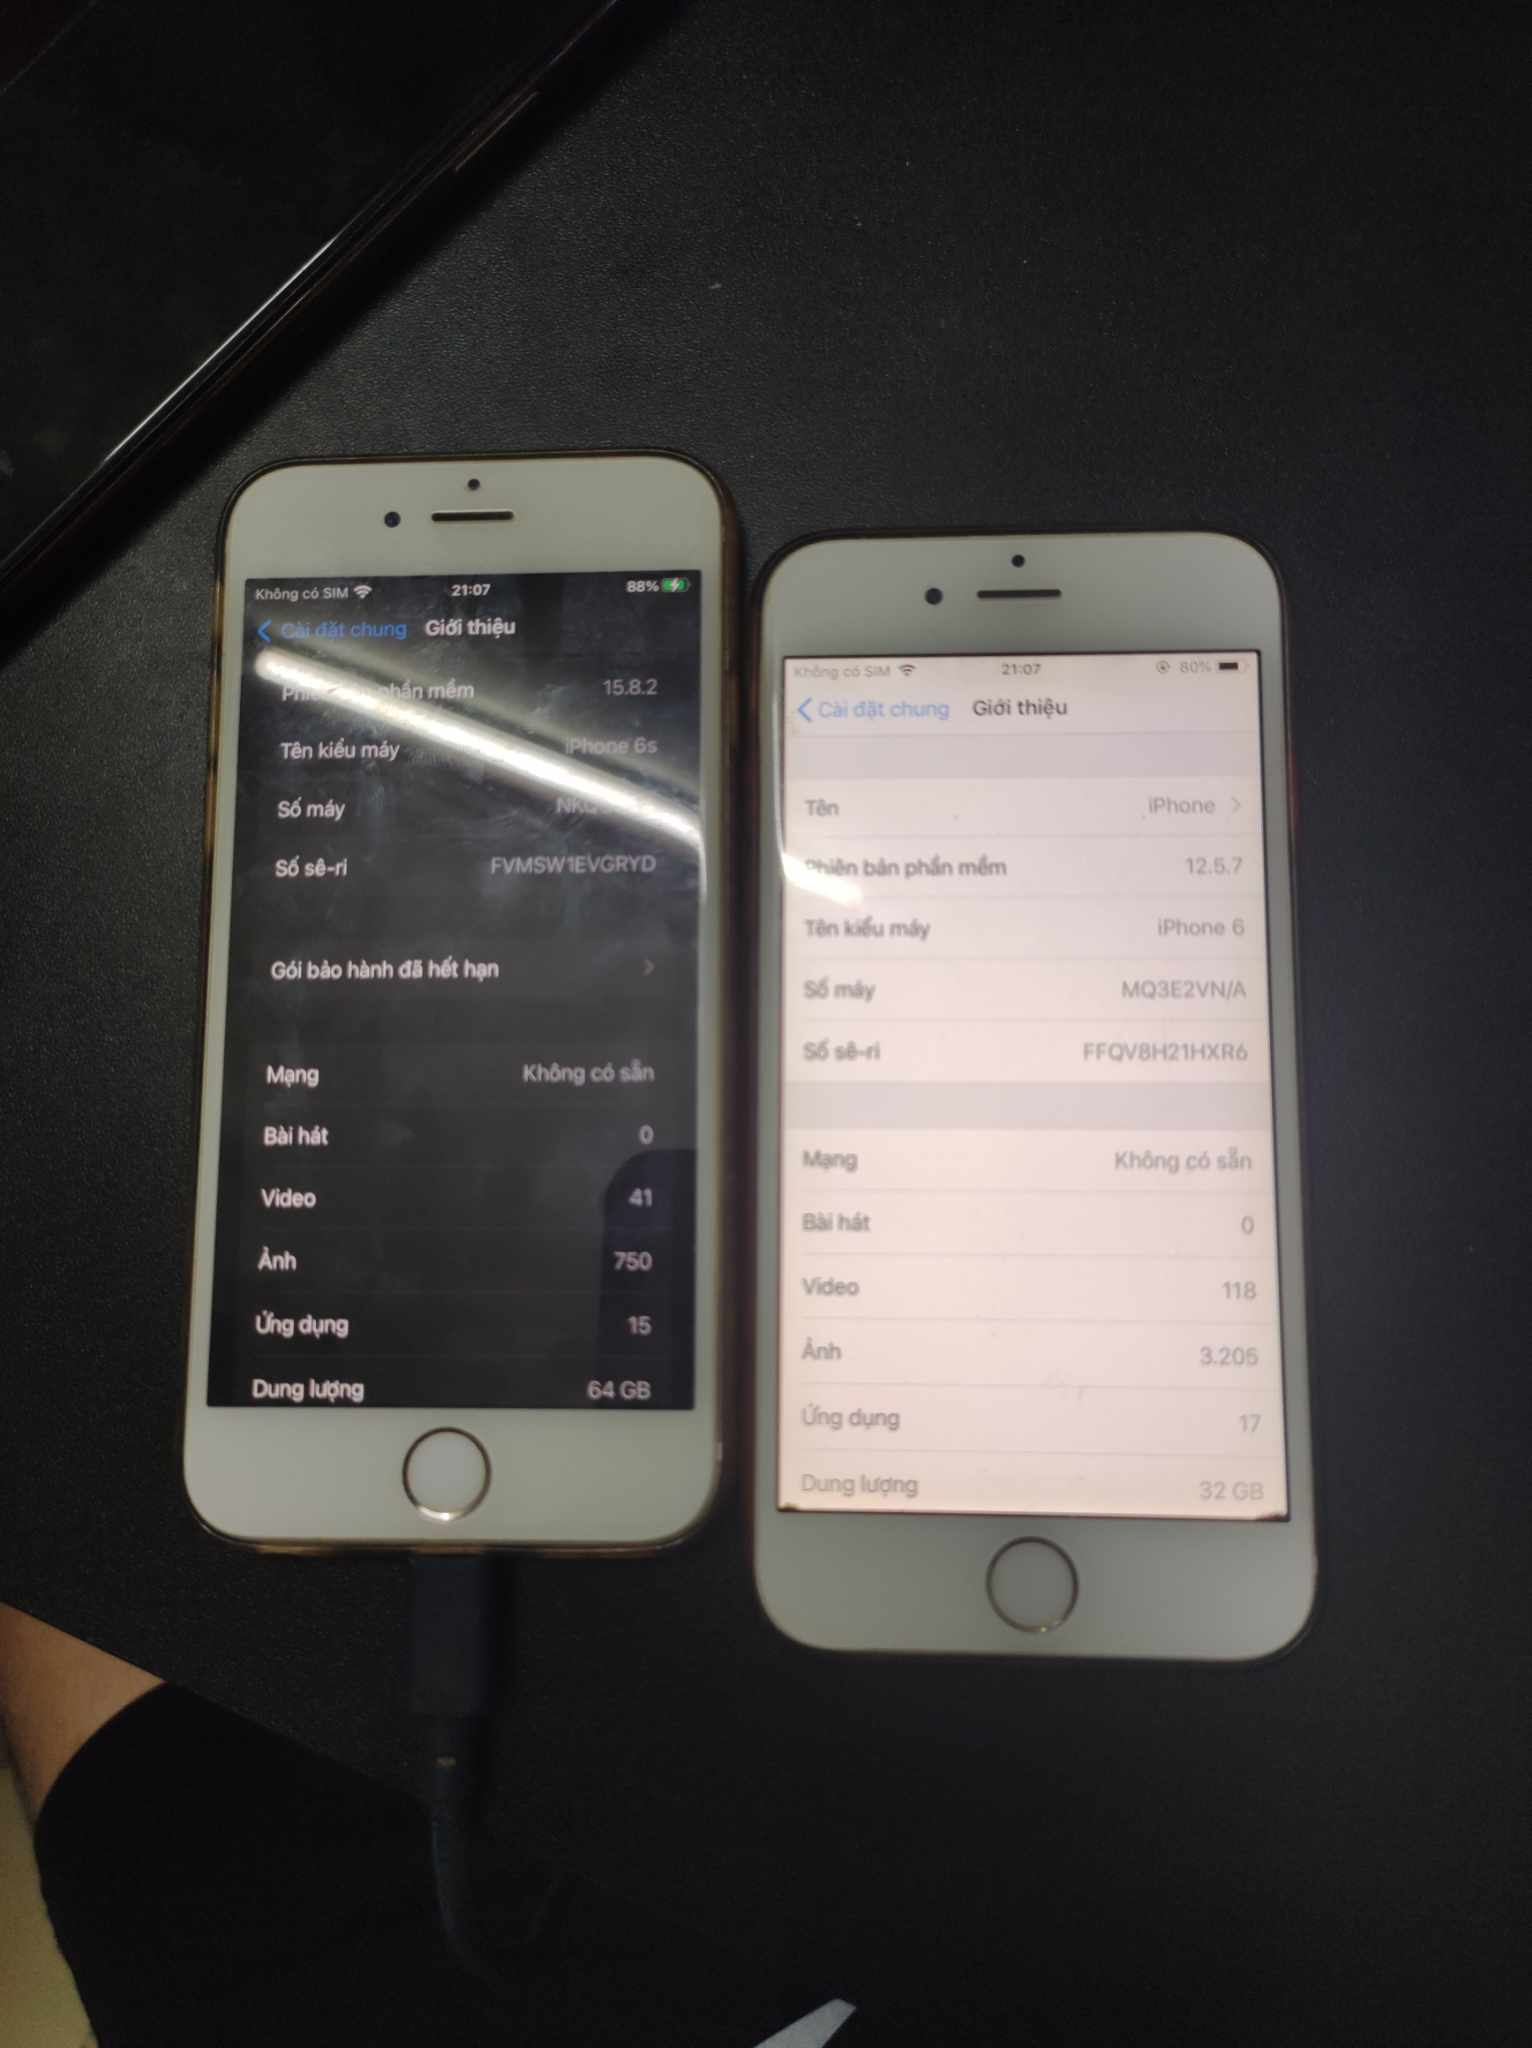 Không có SIM 21:07 88%
Cài đặt chung Giới thiệu
phần mềm 15.8.2
Tên kiểu máy iPhone 6s
Số máy
Số sê-ri FVMSW1EVGRYD
Gói bảo hành đã hết hạn
Mạng Không có sẵn
Bài hát 0
Video 41
Ảnh 750
Ứng dụng 15
Dung lượng 64 GB
Không có SIM 21:07 80%
Cài đặt chung Giới thiệu
Tên iPhone
Phiên bản phần mềm 12.5.7
Tên kiểu máy iPhone 6
Số máy MQ3E2VN/A
Số sê-ri FFQV8H21HXR6
Mạng Không có sẵn
Bài hát 0
Video 118
Ảnh 3.205
Ứng dụng 17
Dung lượng 32 GB